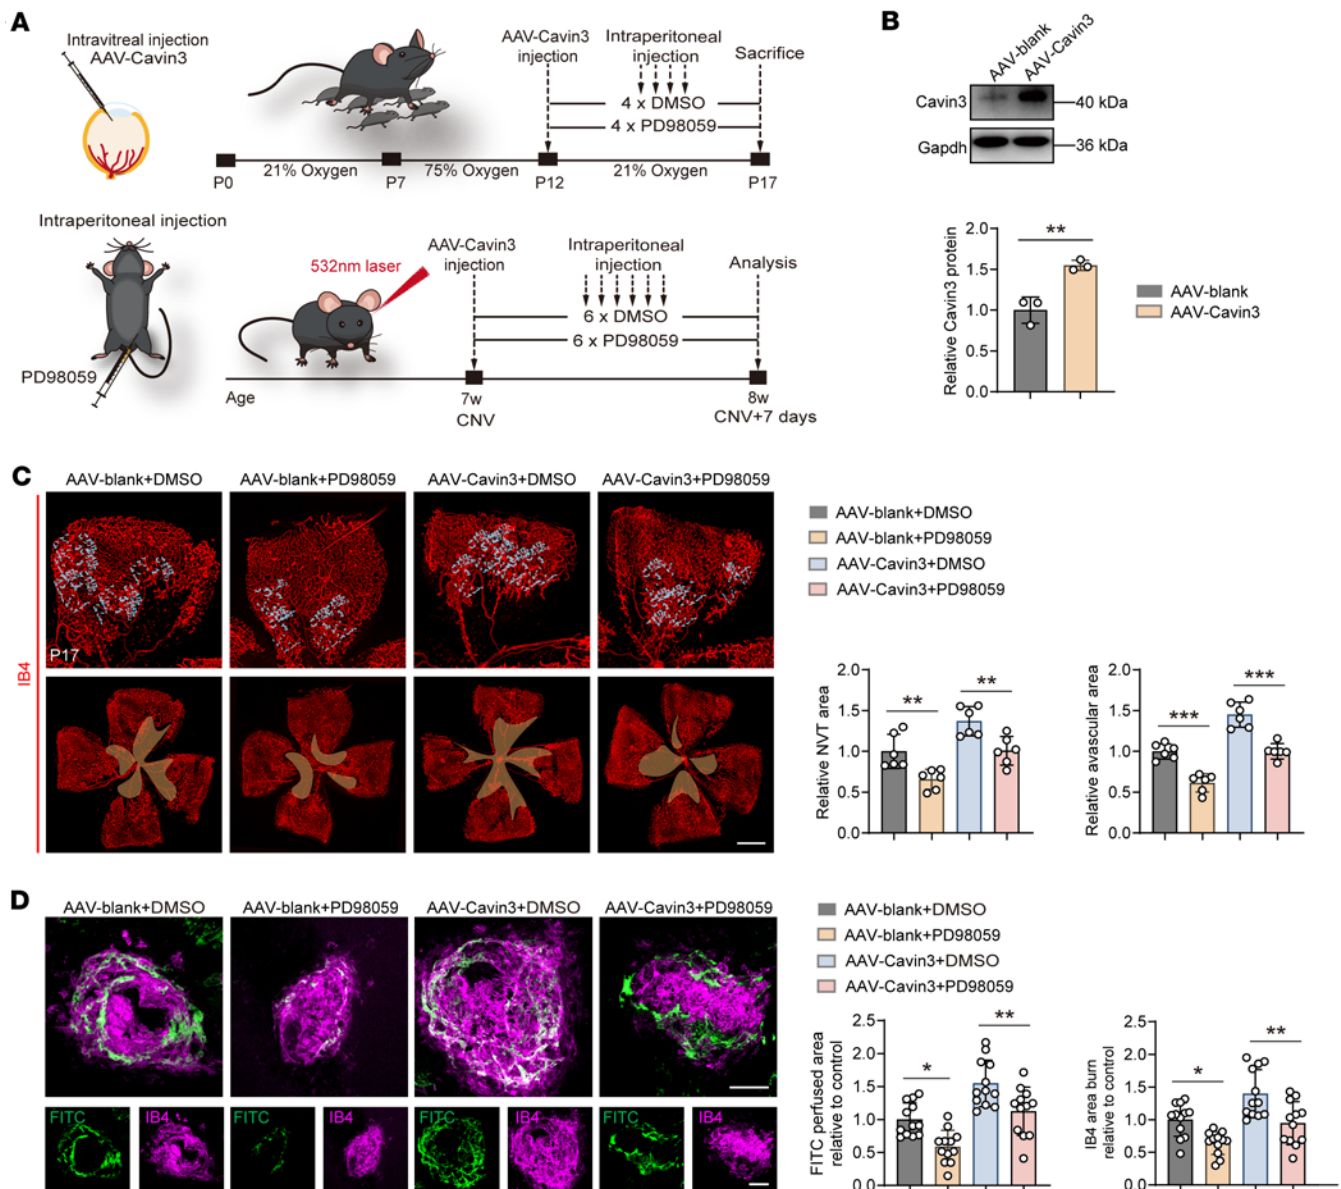 A
Intravitreal injection
AAV-Cavin3
AAV-Cavin3
injection
Intraperitoneal
injection
Sacrifice
4 x DMSO
4 x PD98059
21% Oxygen
75% Oxygen
21% Oxygen
P0
P7
P12
P17
Intraperitoneal injection
PD98059
532nm laser
AAV-Cavin3
injection
Intraperitoneal
injection
Analysis
6 x DMSO
6 x PD98059
Age
7w
CNV
8w
CNV+7 days
B
AAV-blank
AAV-Cavin3
Cavin3
40 kDa
Gapdh
36 kDa
Relative Cavin3 protein
2.0
1.5
1.0
0.5
0.0
**
AAV-blank
AAV-Cavin3
C
AAV-blank+DMSO
AAV-blank+PD98059
AAV-Cavin3+DMSO
AAV-Cavin3+PD98059
IB4
P17
AAV-blank+DMSO
AAV-blank+PD98059
AAV-Cavin3+DMSO
AAV-Cavin3+PD98059
Relative NVT area
2.0
1.5
1.0
0.5
0.0
**
**
Relative avascular area
2.0
1.5
1.0
0.5
0.0
***
***
D
AAV-blank+DMSO
AAV-blank+PD98059
AAV-Cavin3+DMSO
AAV-Cavin3+PD98059
FITC
IB4
FITC
IB4
FITC
IB4
FITC
IB4
AAV-blank+DMSO
AAV-blank+PD98059
AAV-Cavin3+DMSO
AAV-Cavin3+PD98059
FITC perfused area
relative to control
2.5
2.0
1.5
1.0
0.5
0.0
*
**
IB4 area burn
relative to control
2.5
2.0
1.5
1.0
0.5
0.0
*
**